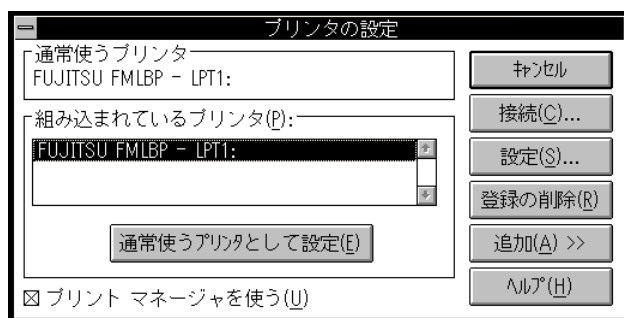 プリンタの設定
通常使うプリンタ
FUJITSU FMLBP - LPT1:
組み込まれているプリンタ(P):
FUJITSU FMLBP - LPT1:
通常使うプリンタとして設定(E)
プリント マネージャを使う(U)
キャンセル
接続(C)...
設定(S)...
登録の削除(R)
追加(A) >>
ヘルプ(H)